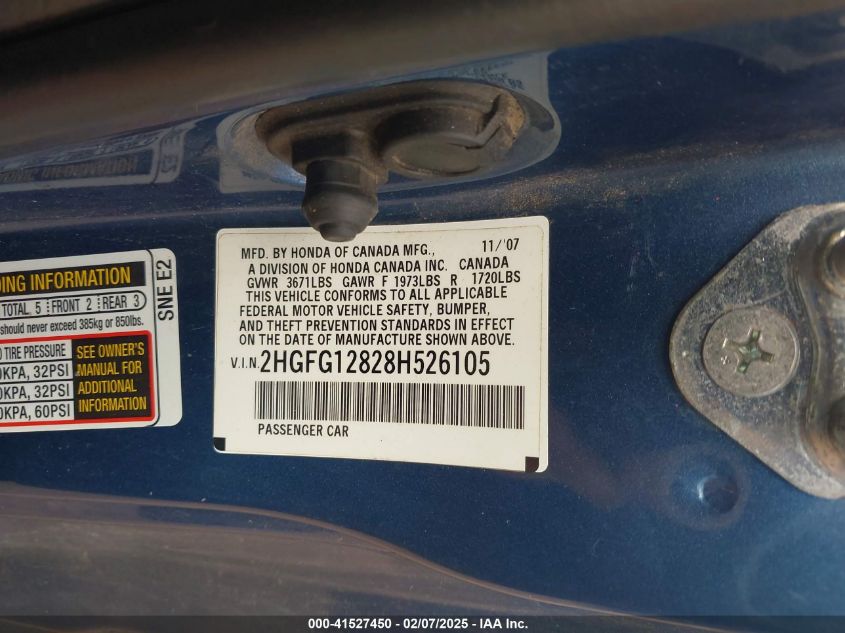 DING INFORMATION
TOTAL 5 FRONT 2 REAR 3
should never exceed 385kg or 850lbs.
TIRE PRESSURE
KPA, 32PSI
KPA, 32PSI
KPA, 60PSI
SEE OWNER'S
MANUAL FOR
ADDITIONAL
INFORMATION
SNE E2
MFD. BY HONDA OF CANADA MFG., 11/'07
A DIVISION OF HONDA CANADA INC. CANADA
GVWR 3671LBS GAWR F 1973LBS R 1720LBS
THIS VEHICLE CONFORMS TO ALL APPLICABLE
FEDERAL MOTOR VEHICLE SAFETY, BUMPER,
AND THEFT PREVENTION STANDARDS IN EFFECT
ON THE DATE OF MANUFACTURE SHOWN ABOVE.
V.I.N. 2HGFG12828H526105
PASSENGER CAR
000-41527450 - 02/07/2025 - IAA Inc.